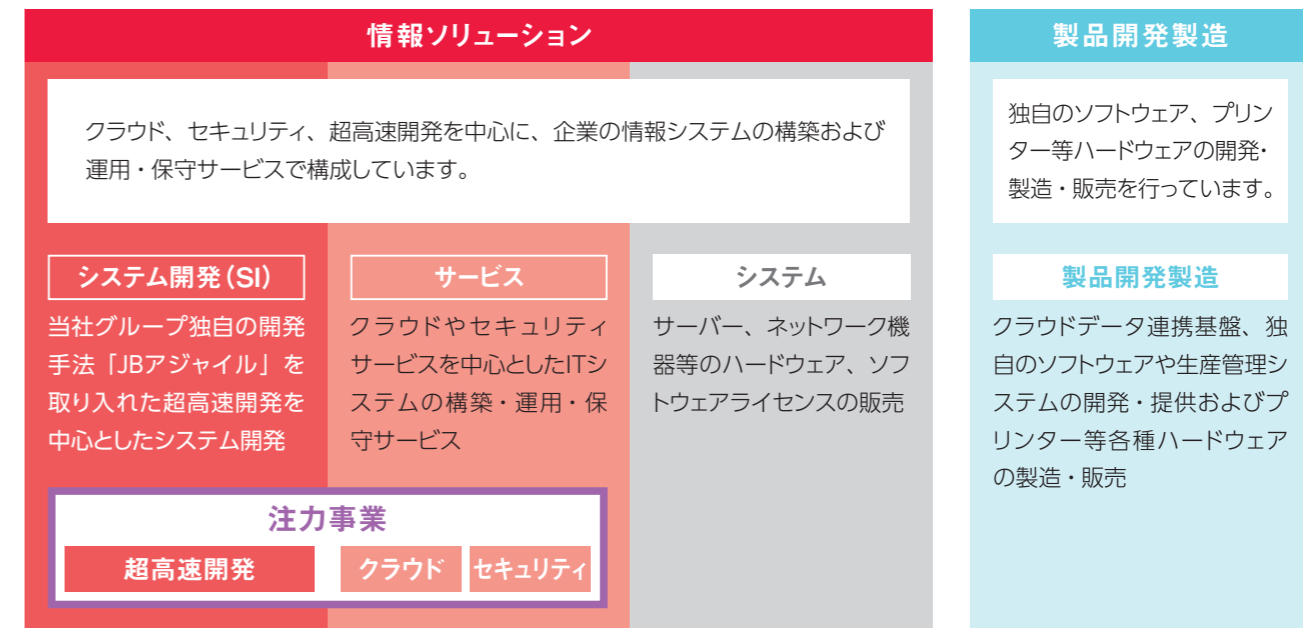 情報ソリューション
クラウド、セキュリティ、超高速開発を中心に、企業の情報システムの構築および
運用・保守サービスで構成しています。
システム開発(SI)
当社グループ独自の開発
手法「JBアジャイル」を
取り入れた超高速開発を
中心としたシステム開発
サービス
クラウドやセキュリティ
サービスを中心としたITシ
ステムの構築・運用・保
守サービス
システム
サーバー、ネットワーク機
器等のハードウェア、ソフ
トウェアライセンスの販売
注力事業
超高速開発
クラウド
セキュリティ
製品開発製造
独自のソフトウェア、プリン
ター等ハードウェアの開発・
製造・販売を行っています。
製品開発製造
クラウドデータ連携基盤、独
自のソフトウェアや生産管理シ
ステムの開発・提供およびプ
リンター等各種ハードウェア
の製造・販売